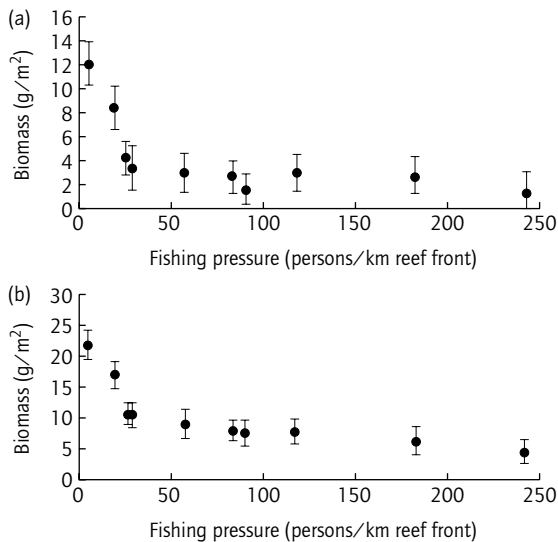 (a)
16
14
12
10
8
6
4
2
0
Biomass (g/m²)
0 50 100 150 200 250
Fishing pressure (persons/km reef front)
(b)
30
25
20
15
10
5
0
Biomass (g/m²)
0 50 100 150 200 250
Fishing pressure (persons/km reef front)